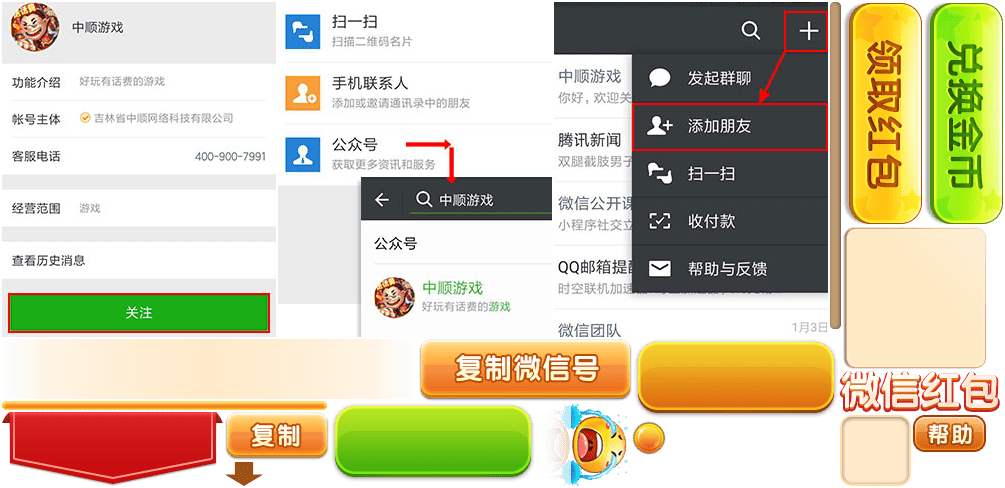 中顺游戏
功能介绍 好玩有话费的游戏
帐号主体 吉林省中顺网络科技有限公司
客服电话 400-900-7991
经营范围 游戏
查看历史消息
关注
扫一扫
扫描二维码名片
手机联系人
添加或邀请通讯录中的朋友
公众号
获取更多资讯和服务
中顺游戏
公众号
中顺游戏
好玩有话费的游戏
中顺游戏
你好，欢迎关
腾讯新闻
双腿截肢男子
微信公开课
小程序社交立
QQ邮箱提醒
时空联机加速器
微信团队
1月3日
发起群聊
添加朋友
扫一扫
收付款
帮助与反馈
领取红包
兑换金币
复制微信号
微信红包
复制
帮助